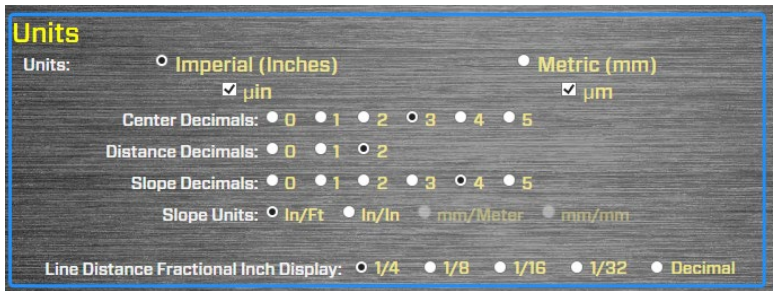 Units
Units: Imperial (Inches) Metric (mm)
µin µm
Center Decimals: 0 1 2 3 4 5
Distance Decimals: 0 1 2
Slope Decimals: 0 1 2 3 4 5
Slope Units: In/Ft In/In mm/Meter mm/mm
Line Distance Fractional Inch Display: 1/4 1/8 1/16 1/32 Decimal